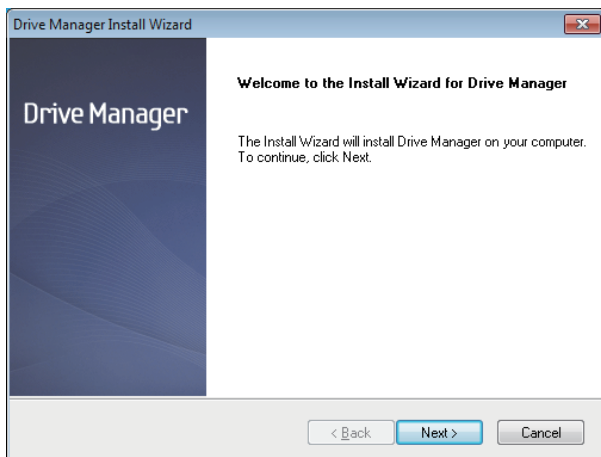 Drive Manager Install Wizard
Drive Manager
Welcome to the Install Wizard for Drive Manager
The Install Wizard will install Drive Manager on your computer.
To continue, click Next.
< Back
Next >
Cancel